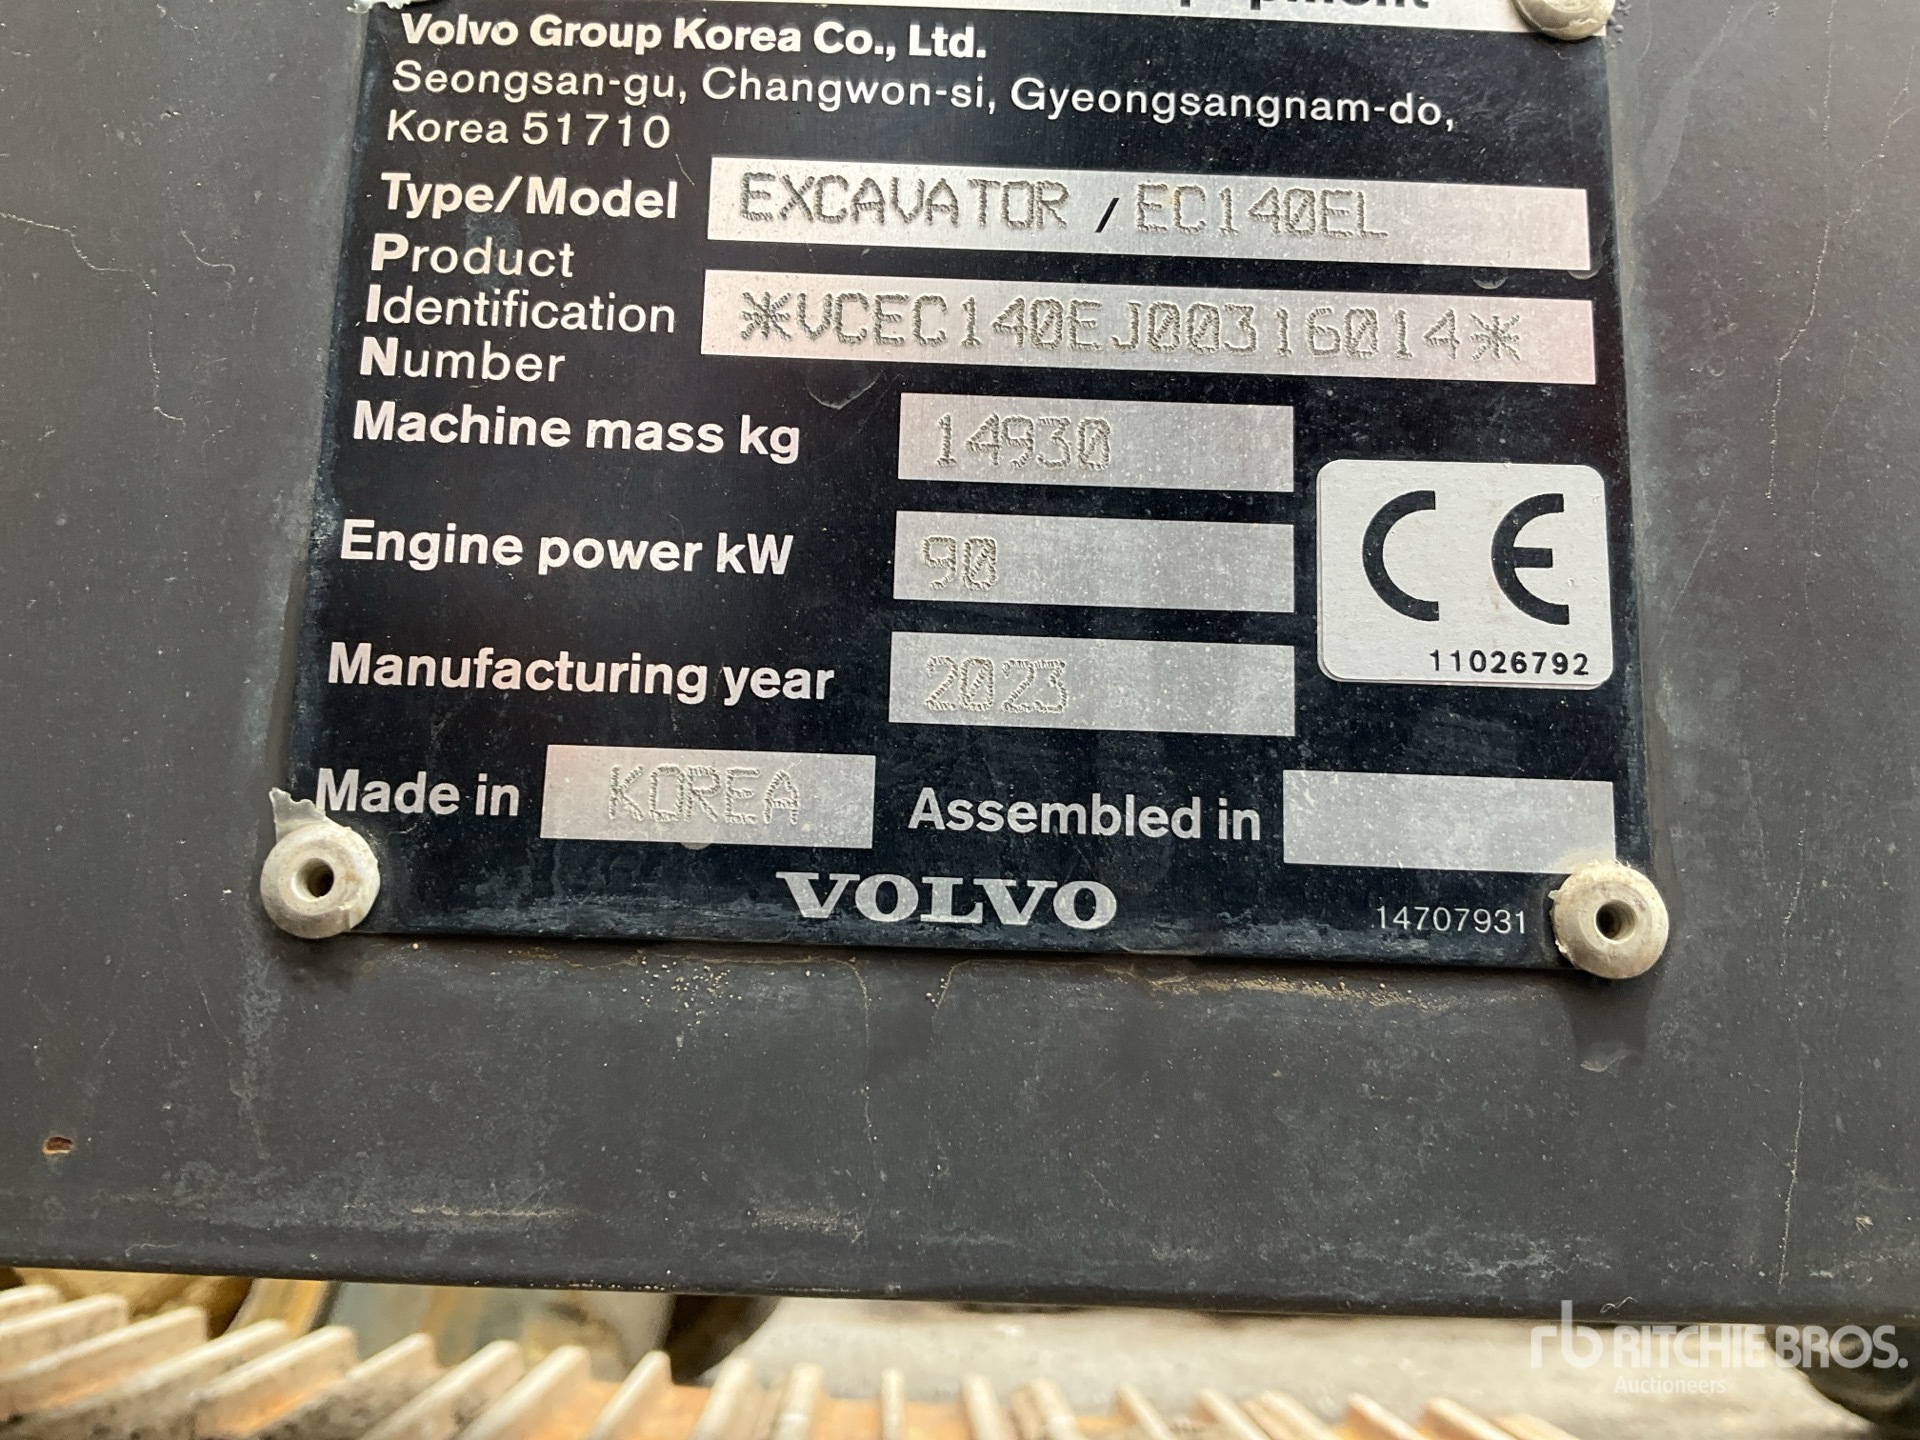 Volvo Group Korea Co., Ltd.
Seongsan-gu, Changwon-si, Gyeongsangnam-do,
Korea 51710
Type/Model EXCAVATOR / EC140EL
Product
Identification *VCEC140EJ00316014*
Number
Machine mass kg 14930
Engine power kW 90
CE
11026792
Manufacturing year 2023
Made in KOREA Assembled in
VOLVO 14707931
rb RITCHIE BROS.
Auctioneers